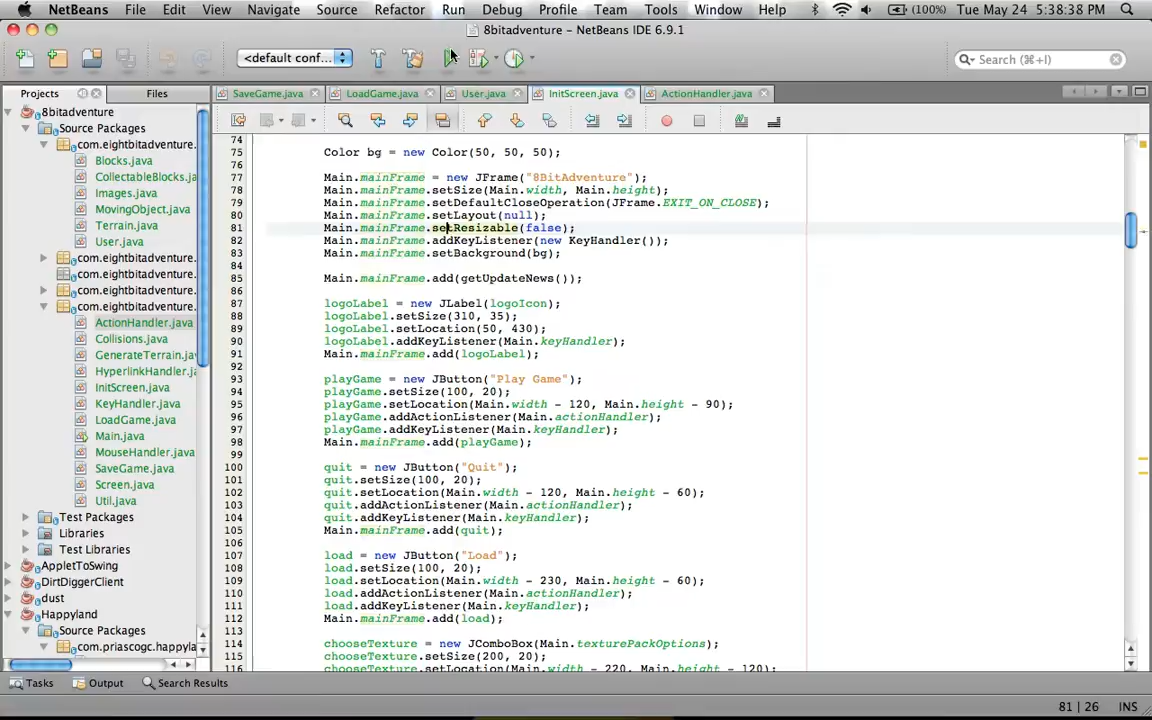 NetBeans File Edit View Navigate Source Refactor Run Debug Profile Team Tools Window Help (100%) Tue May 24 5:38:38 PM
8bitadventure – NetBeans IDE 6.9.1
<default conf... Search (⌘+I)
Projects Files SaveGame.java LoadGame.java User.java InitScreen.java ActionHandler.java
8bitadventure
Source Packages
com.eightbitadventure.
Blocks.java
CollectableBlocks.ja
Images.java
MovingObject.java
Terrain.java
User.java
com.eightbitadventure.
com.eightbitadventure.
com.eightbitadventure.
com.eightbitadventure.
ActionHandler.java
Collisions.java
GenerateTerrain.ja
HyperlinkHandler.j
InitScreen.java
KeyHandler.java
LoadGame.java
Main.java
MouseHandler.java
SaveGame.java
Screen.java
Util.java
Test Packages
Libraries
Test Libraries
AppletToSwing
DirtDiggerClient
dust
Happyland
Source Packages
com.priascogc.happyla
74
75 Color bg = new Color(50, 50, 50);
76
77 Main.mainFrame = new JFrame("8BitAdventure");
78 Main.mainFrame.setSize(Main.width, Main.height);
79 Main.mainFrame.setDefaultCloseOperation(JFrame.EXIT_ON_CLOSE);
80 Main.mainFrame.setLayout(null);
81 Main.mainFrame.setResizable(false);
82 Main.mainFrame.addKeyListener(new KeyHandler());
83 Main.mainFrame.setBackground(bg);
84
85 Main.mainFrame.add(getUpdateNews());
86
87 logoLabel = new JLabel(logoIcon);
88 logoLabel.setSize(310, 35);
89 logoLabel.setLocation(50, 430);
90 logoLabel.addKeyListener(Main.keyHandler);
91 Main.mainFrame.add(logoLabel);
92
93 playGame = new JButton("Play Game");
94 playGame.setSize(100, 20);
95 playGame.setLocation(Main.width - 120, Main.height - 90);
96 playGame.addActionListener(Main.actionHandler);
97 playGame.addKeyListener(Main.keyHandler);
98 Main.mainFrame.add(playGame);
99
100 quit = new JButton("Quit");
101 quit.setSize(100, 20);
102 quit.setLocation(Main.width - 120, Main.height - 60);
103 quit.addActionListener(Main.actionHandler);
104 quit.addKeyListener(Main.keyHandler);
105 Main.mainFrame.add(quit);
106
107 load = new JButton("Load");
108 load.setSize(100, 20);
109 load.setLocation(Main.width - 230, Main.height - 60);
110 load.addActionListener(Main.actionHandler);
111 load.addKeyListener(Main.keyHandler);
112 Main.mainFrame.add(load);
113
114 chooseTexture = new JComboBox(Main.texturePackOptions);
115 chooseTexture.setSize(200, 20);
116 chooseTexture.setLocation(Main.width - 220, Main.height - 120);
Tasks Output Search Results
81 | 26 INS